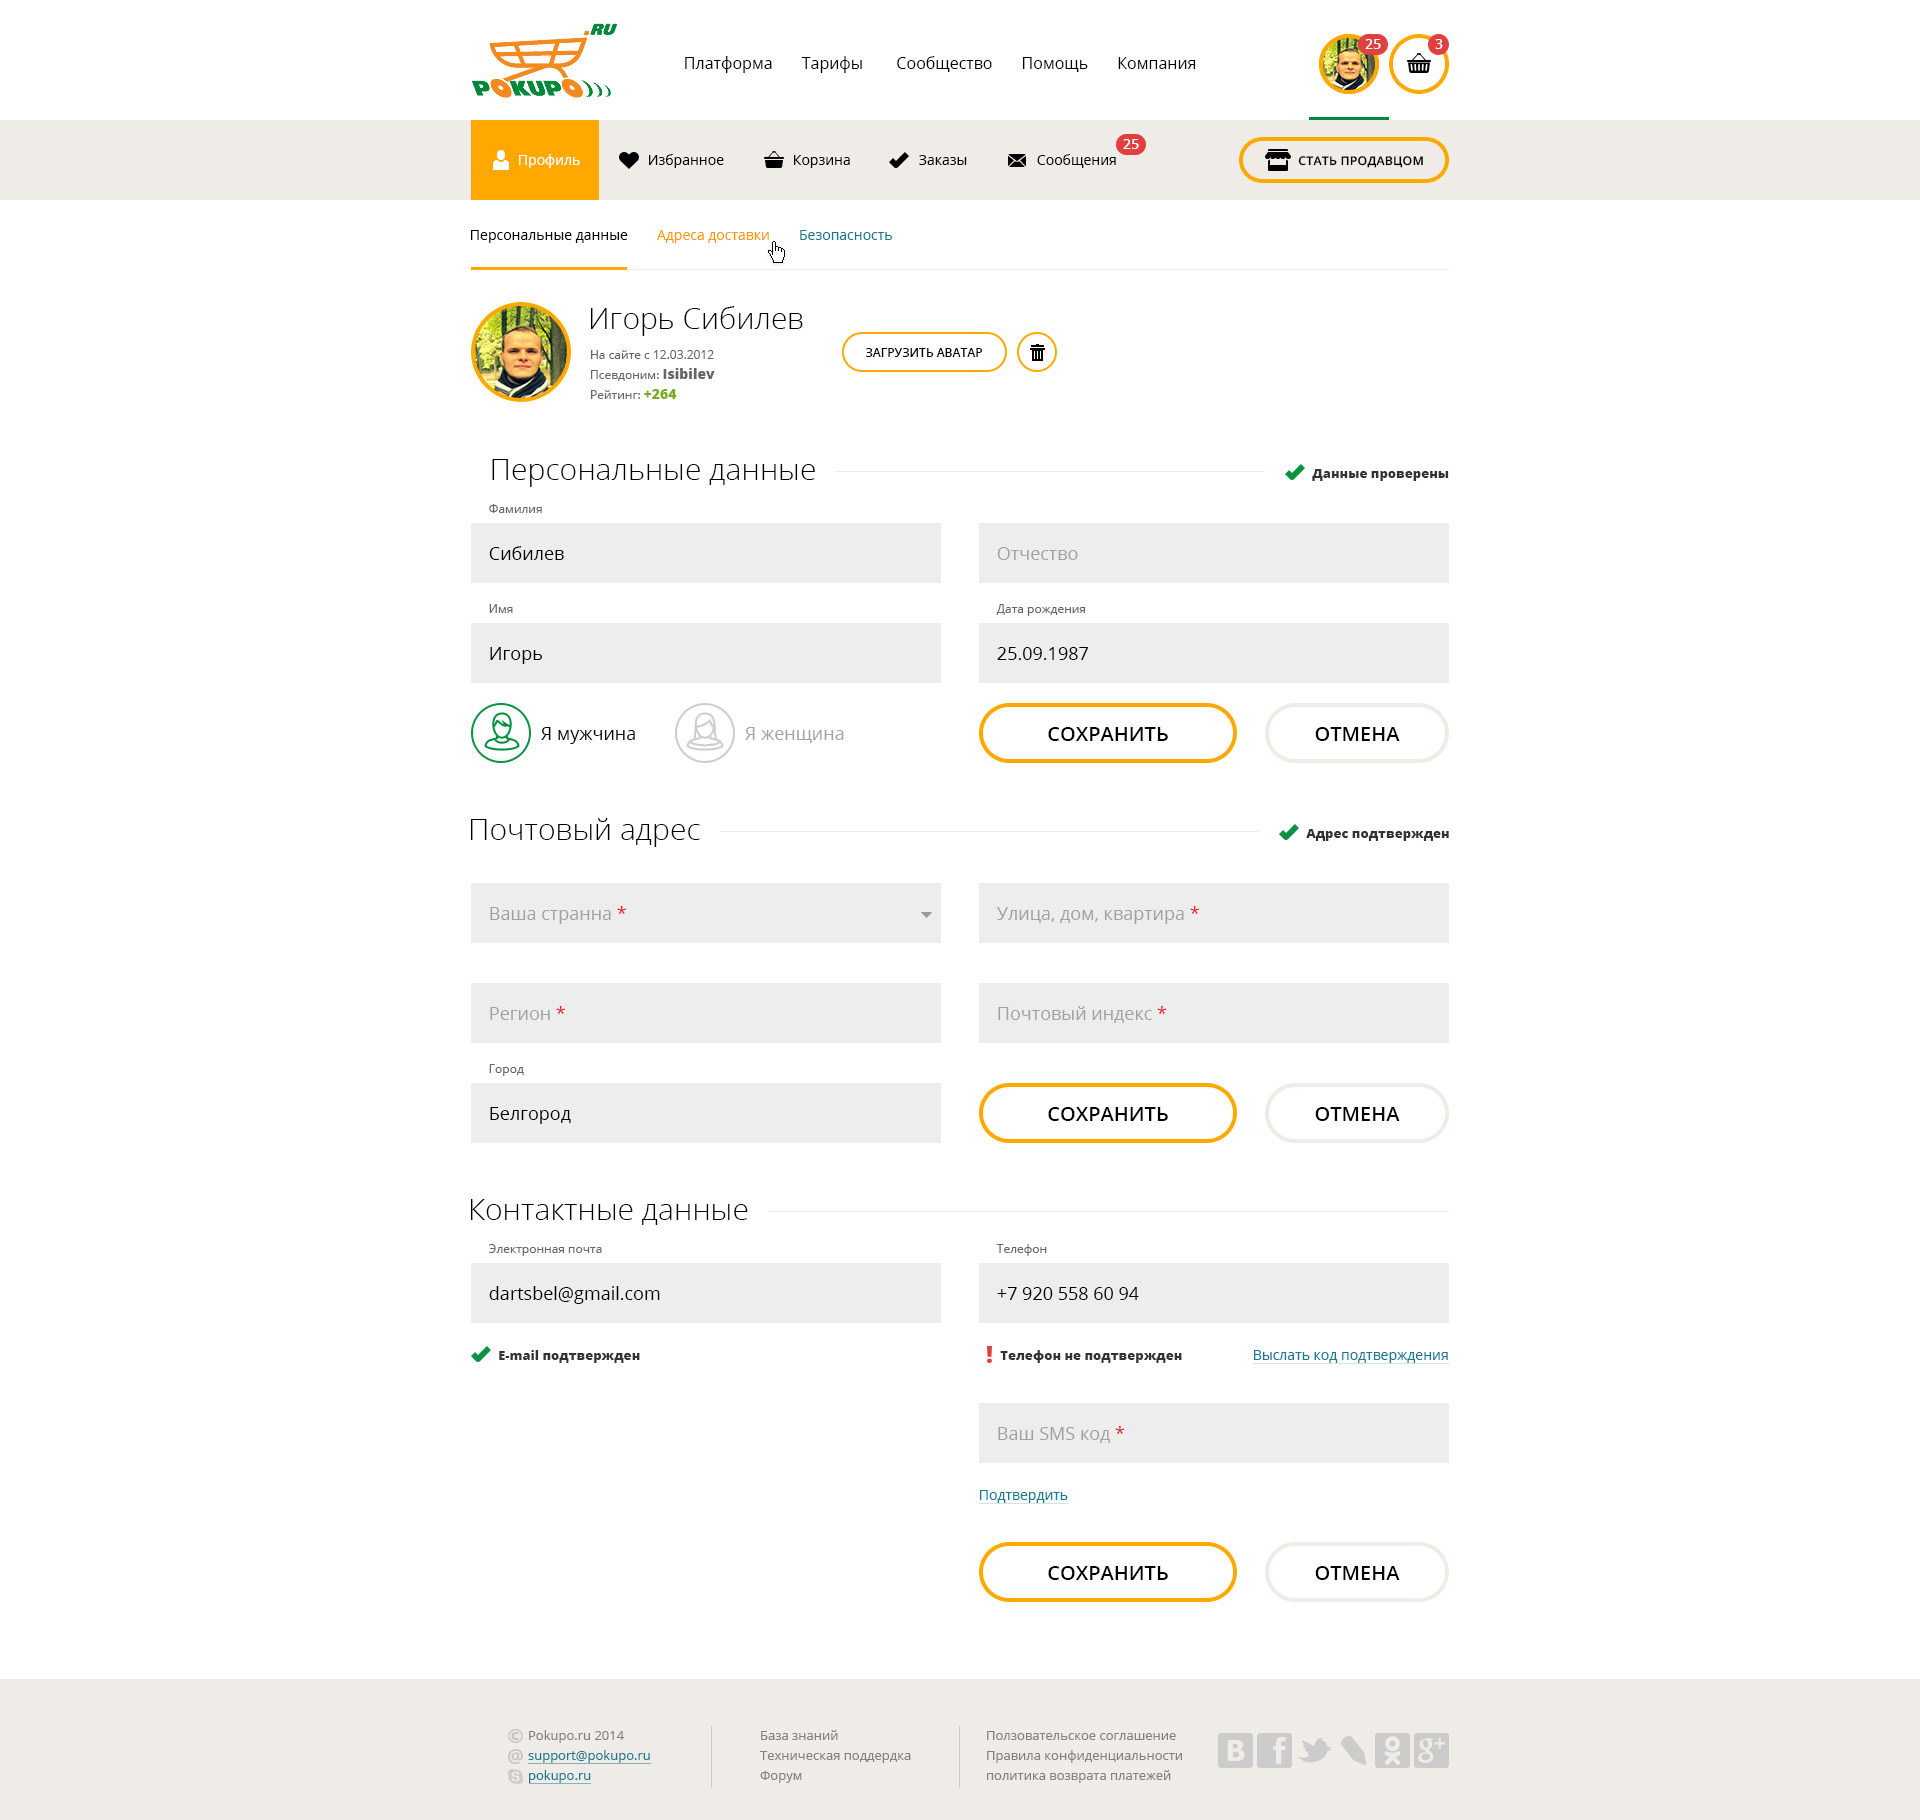 POKUPO.RU
Платформа
Тарифы
Сообщество
Помощь
Компания
25
3
Профиль
Избранное
Корзина
Заказы
Сообщения
25
СТАТЬ ПРОДАВЦОМ
Персональные данные
Адреса доставки
Безопасность
Игорь Сибилев
На сайте с 12.03.2012
Псевдоним: Isibilev
Рейтинг: +264
ЗАГРУЗИТЬ АВАТАР
Персональные данные
Данные проверены
Фамилия
Сибилев
Отчество
Имя
Игорь
Дата рождения
25.09.1987
Я мужчина
Я женщина
СОХРАНИТЬ
ОТМЕНА
Почтовый адрес
Адрес подтвержден
Ваша странна *
Улица, дом, квартира *
Регион *
Почтовый индекс *
Город
Белгород
СОХРАНИТЬ
ОТМЕНА
Контактные данные
Электронная почта
dartsbel@gmail.com
Телефон
+7 920 558 60 94
E-mail подтвержден
Телефон не подтвержден
Выслать код подтверждения
Ваш SMS код *
Подтвердить
СОХРАНИТЬ
ОТМЕНА
© Pokupo.ru 2014
@ support@pokupo.ru
pokupo.ru
База знаний
Техническая поддердка
Форум
Ползовательское соглашение
Правила конфиденциальности
политика возврата платежей